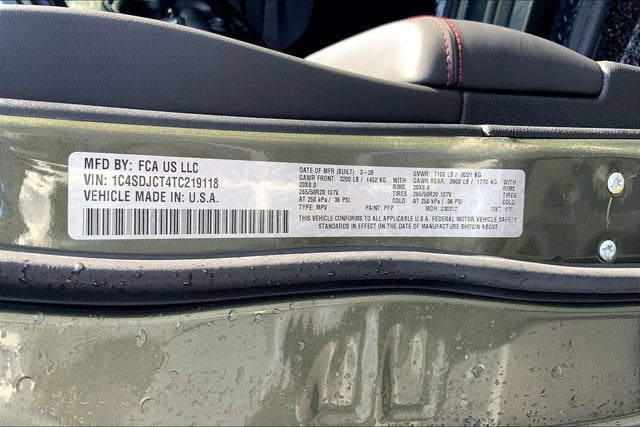 MFD BY: FCA US LLC
VIN: 1C4SDJCT4TC219118
VEHICLE MADE IN: U.S.A.
DATE OF MFR (BUILT): 3-26
GAWR FRONT: 3200 LB / 1452 KG
20X8.0 WITH RIMS
265/50R20 107V TIRES
AT 250 kPa / 36 PSI COLD
TYPE: MPV
GVWR: 7100 LB / 3221 KG
GAWR REAR: 3900 LB / 1770 KG
20X8.0 WITH RIMS
265/50R20 107V TIRES
AT 250 kPa / 36 PSI COLD
PAINT: PFP MDH: 030312 MKT:
THIS VEHICLE CONFORMS TO ALL APPLICABLE U.S.A. FEDERAL MOTOR VEHICLE SAFETY
STANDARDS IN EFFECT ON THE DATE OF MANUFACTURE SHOWN ABOVE.